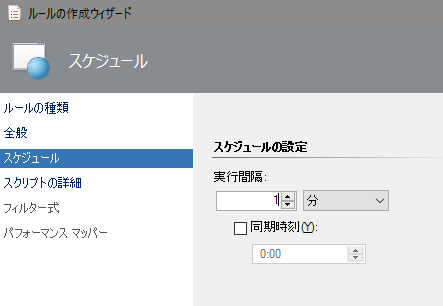 ルールの作成ウィザード
スケジュール
ルールの種類
全般
スケジュール
スクリプトの詳細
フィルター式
パフォーマンス マッパー
スケジュールの設定
実行間隔:
1 分
同期時刻(Y):
0:00